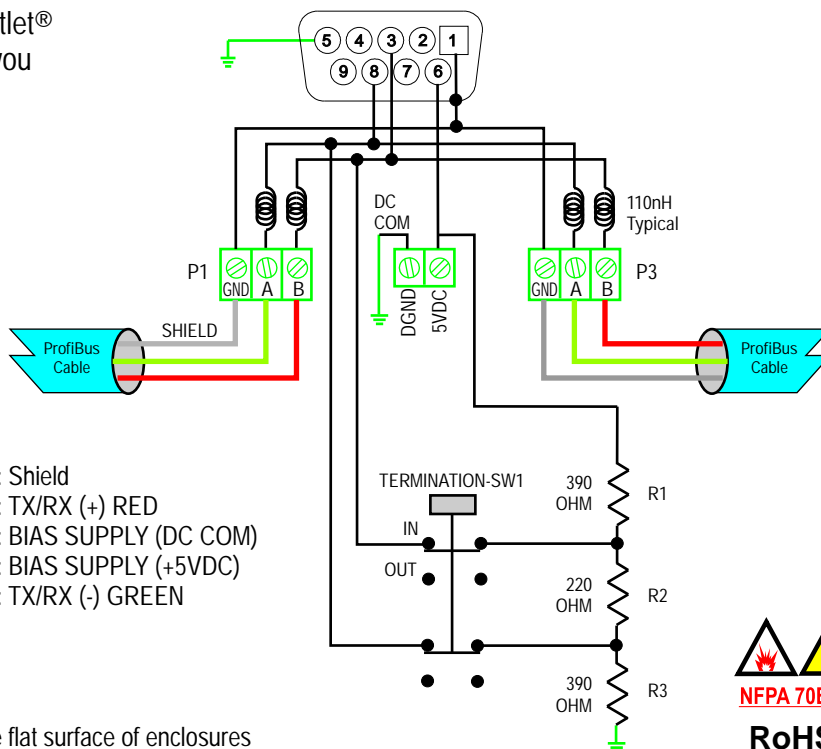 tlet®
you
5 4 3 2 1
9 8 7 6
DC
COM
110nH
Typical
P1
GND A B
DGND
5VDC
GND A B
P3
SHIELD
ProfiBus
Cable
ProfiBus
Cable
: Shield
: TX/RX (+) RED
: BIAS SUPPLY (DC COM)
: BIAS SUPPLY (+5VDC)
: TX/RX (-) GREEN
TERMINATION-SW1
IN
OUT
390
OHM
R1
220
OHM
R2
390
OHM
R3
NFPA 70E
RoHS
e flat surface of enclosures